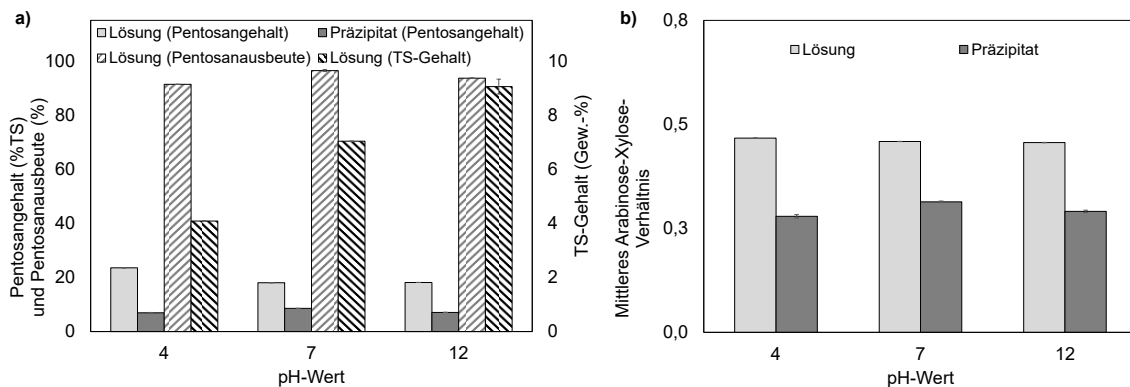 a)
Lösung (Pentosangehalt)
Präzipitat (Pentosangehalt)
Lösung (Pentosanausbeute)
Lösung (TS-Gehalt)
Pentosangehalt (%TS)
und Pentosanausbeute (%)
100
80
60
40
20
0
10
8
6
4
2
0
TS-Gehalt (Gew.-%)
4 7 12
pH-Wert
b)
Lösung
Präzipitat
Mittleres Arabinose-Xylose-
Verhältnis
0,8
0,5
0,3
0,0
4 7 12
pH-Wert